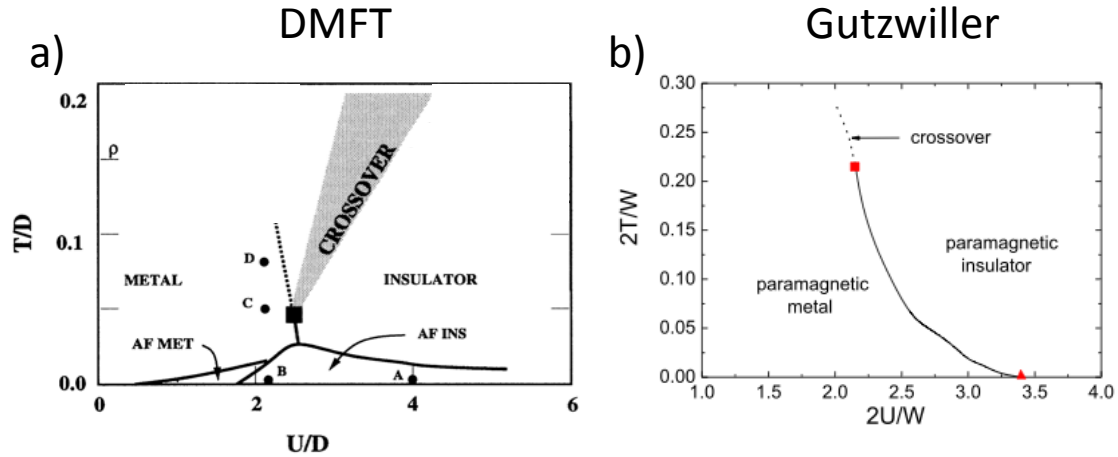 DMFT
a)
0.2
0.1
0.0
T/D
ρ
CROSSOVER
D
METAL
INSULATOR
C
AF MET
AF INS
B
A
0
2
4
6
U/D
Gutzwiller
b)
0.30
0.25
0.20
0.15
0.10
0.05
0.00
2T/W
crossover
paramagnetic
insulator
paramagnetic
metal
1.0
1.5
2.0
2.5
3.0
3.5
4.0
2U/W